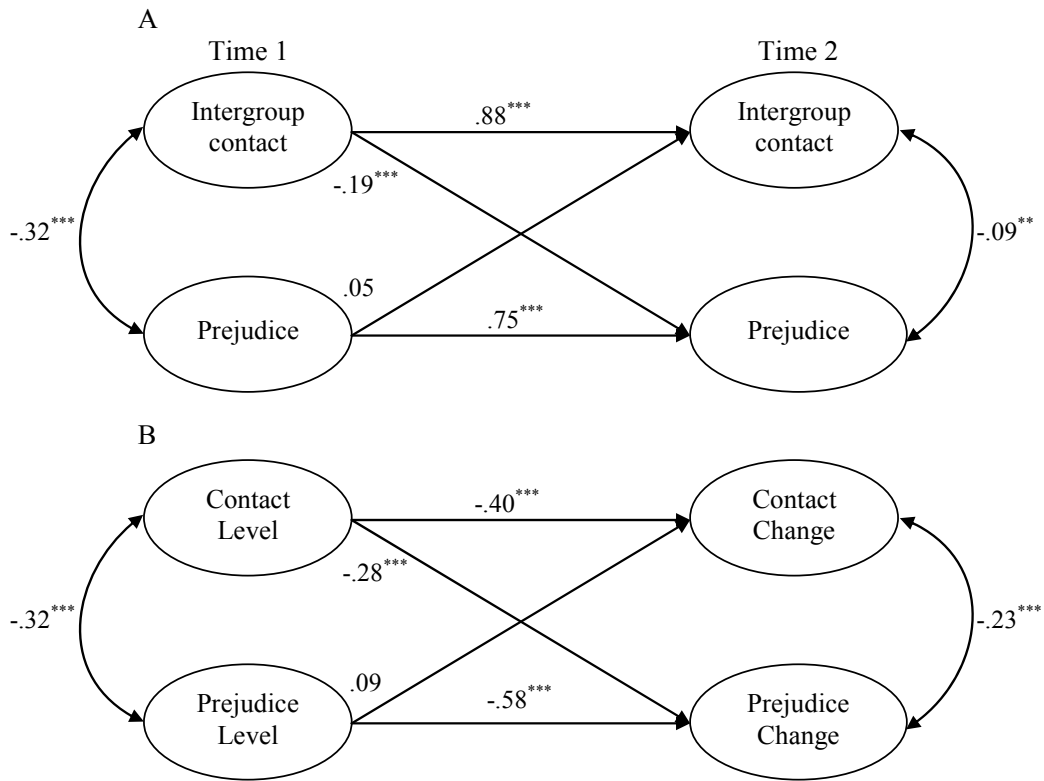 A
Time 1
Time 2
Intergroup
contact
.88***
Intergroup
contact
-.19***
-.32***
-.09**
.05
Prejudice
.75***
Prejudice
B
Contact
Level
-.40***
Contact
Change
-.28***
-.32***
-.23***
.09
Prejudice
Level
-.58***
Prejudice
Change